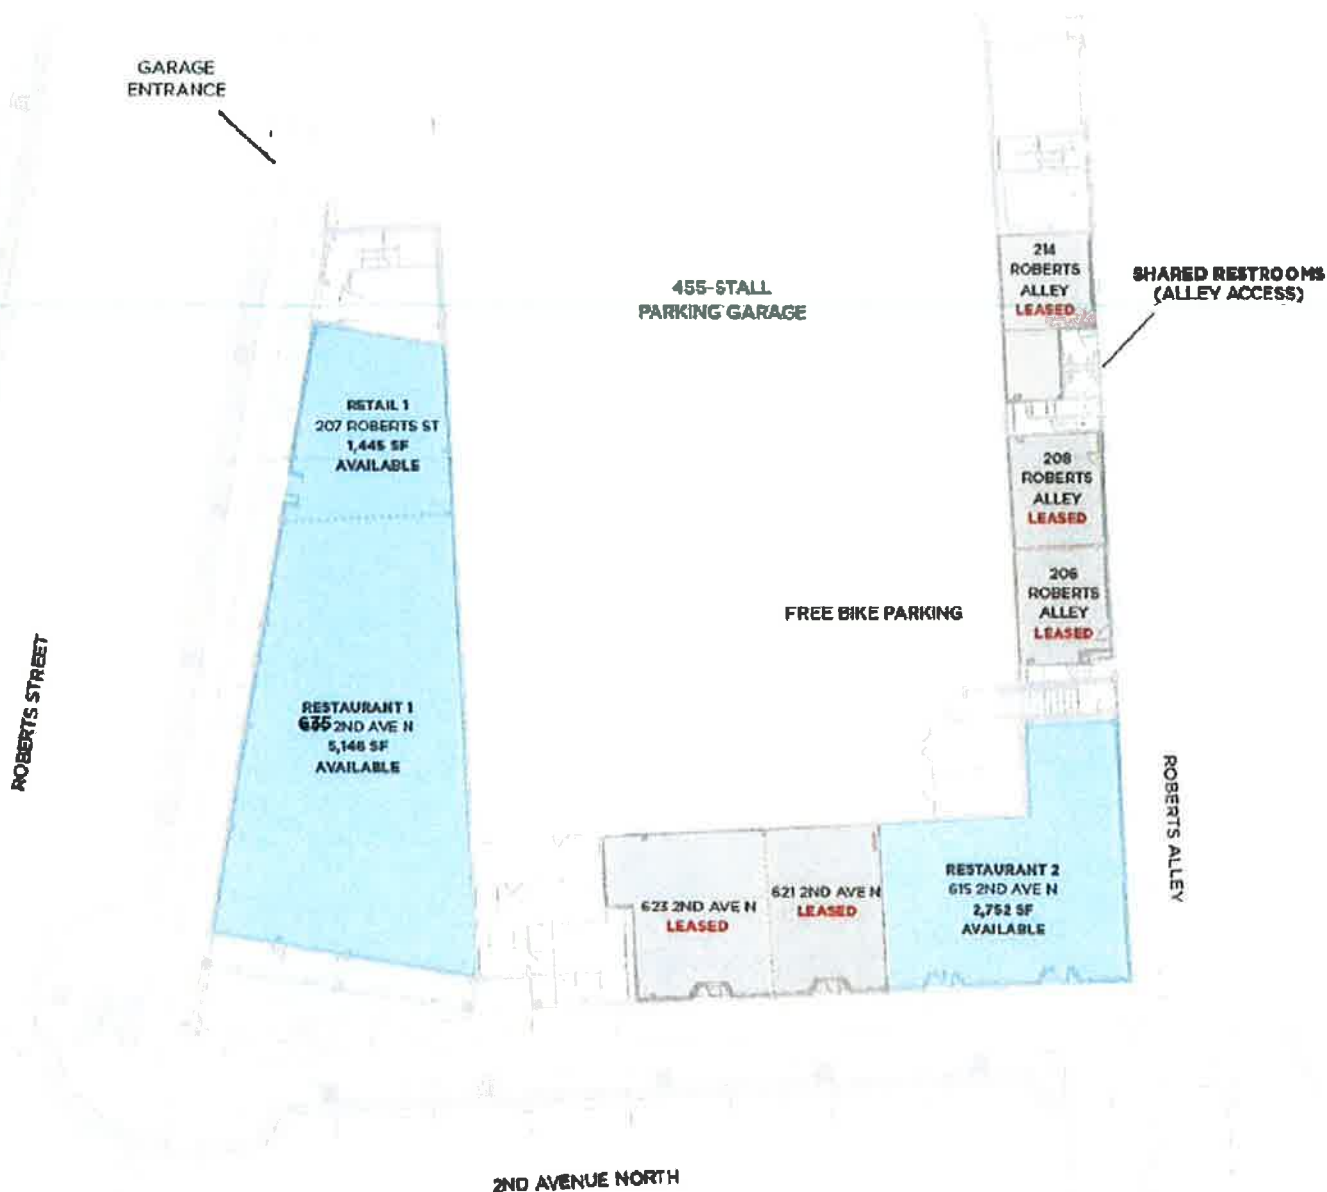 GARAGE
ENTRANCE
455-STALL
PARKING GARAGE
214
ROBERTS
ALLEY
LEASED
SHARED RESTROOMS
(ALLEY ACCESS)
RETAIL 1
207 ROBERTS ST
1,445 SF
AVAILABLE
208
ROBERTS
ALLEY
LEASED
206
ROBERTS
ALLEY
LEASED
FREE BIKE PARKING
ROBERTS STREET
RESTAURANT 1
635 2ND AVE N
5,146 SF
AVAILABLE
623 2ND AVE N
LEASED
621 2ND AVE N
LEASED
RESTAURANT 2
615 2ND AVE N
2,752 SF
AVAILABLE
ROBERTS ALLEY
2ND AVENUE NORTH